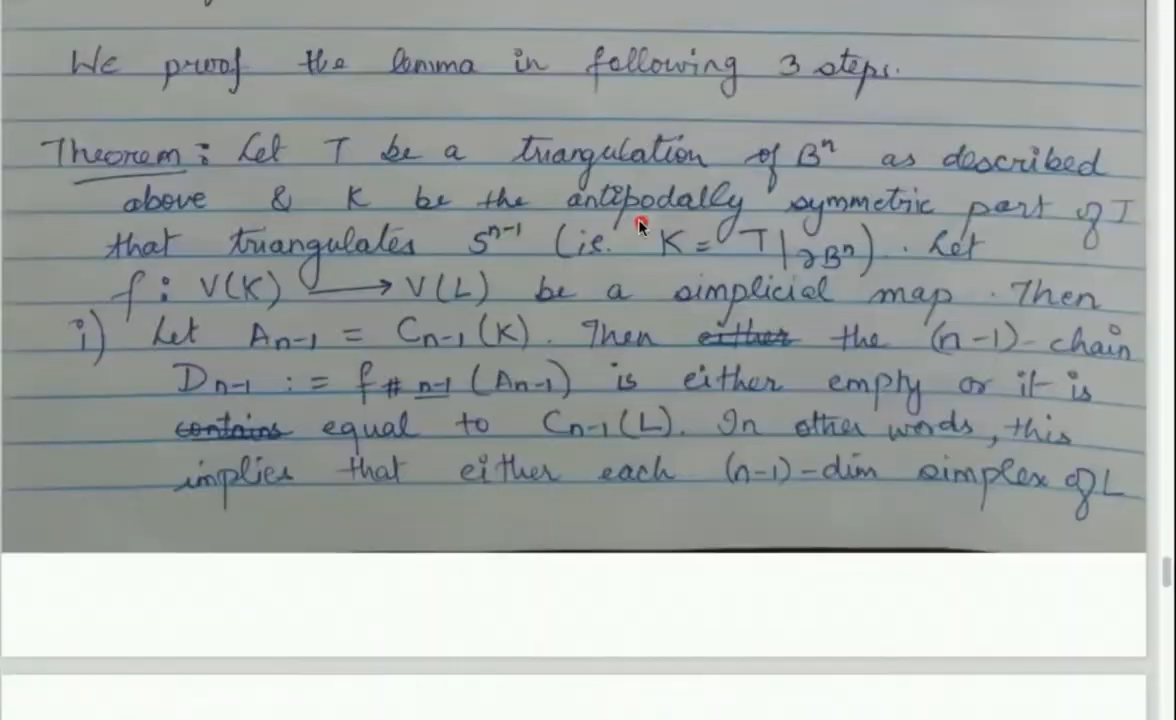 We proof the lemma in following 3 steps.
Theorem : Let T be a triangulation of Bⁿ as described
above & K be the antipodally symmetric part of T
that triangulates Sⁿ⁻¹ (i.e. K = T|∂Bⁿ). Let
f : V(K) ⟶ V(L) be a simplicial map. Then
i) Let Aₙ₋₁ = Cₙ₋₁(K). Then either the (n-1)-chain
Dₙ₋₁ := f# n-1 (Aₙ₋₁) is either empty or it is
contains equal to Cₙ₋₁(L). In other words, this
implies that either each (n-1)-dim simplex of L